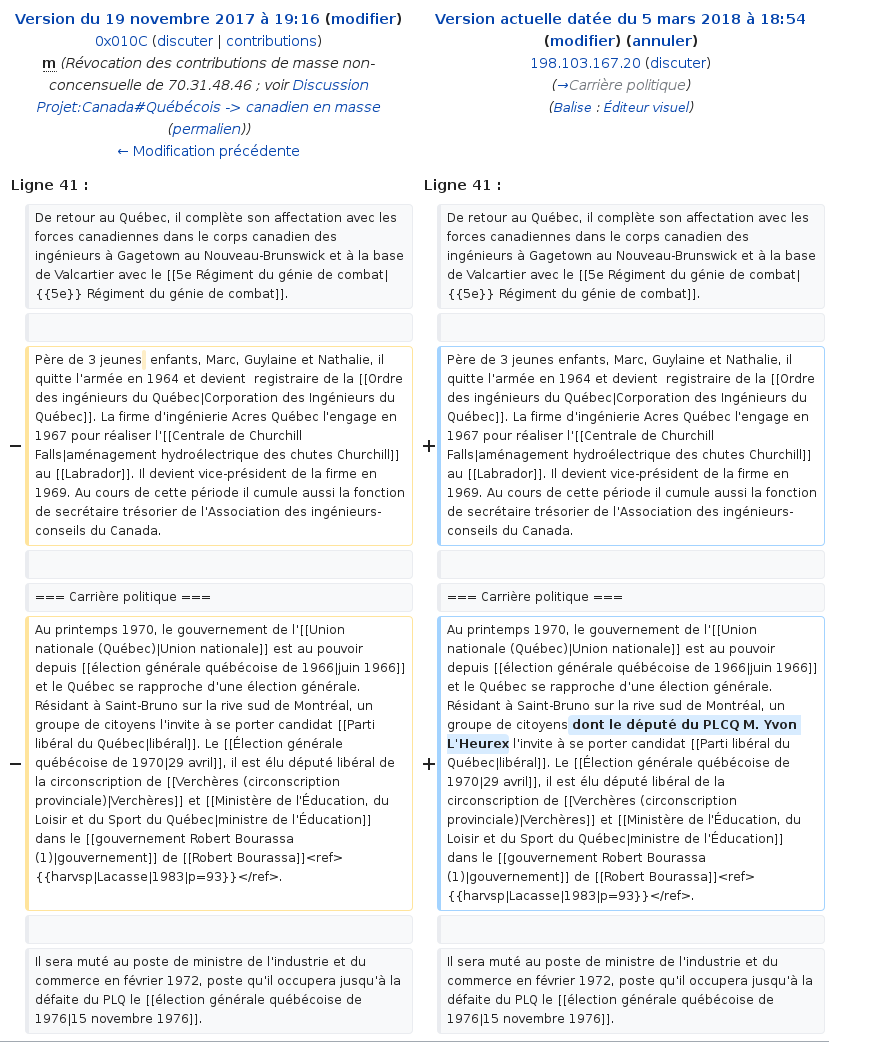 Version du 19 novembre 2017 à 19:16 (modifier)
0x010C (discuter | contributions)
m (Révocation des contributions de masse non-
concensuelle de 70.31.48.46 ; voir Discussion
Projet:Canada#Québécois -> canadien en masse
(permalien))
← Modification précédente
Version actuelle datée du 5 mars 2018 à 18:54
(modifier) (annuler)
198.103.167.20 (discuter)
(→Carrière politique)
(Balise : Éditeur visuel)
Ligne 41 :
Ligne 41 :
De retour au Québec, il complète son affectation avec les
forces canadiennes dans le corps canadien des
ingénieurs à Gagetown au Nouveau-Brunswick et à la base
de Valcartier avec le [[5e Régiment du génie de combat|
{{5e}} Régiment du génie de combat]].
De retour au Québec, il complète son affectation avec les
forces canadiennes dans le corps canadien des
ingénieurs à Gagetown au Nouveau-Brunswick et à la base
de Valcartier avec le [[5e Régiment du génie de combat|
{{5e}} Régiment du génie de combat]].
−
Père de 3 jeunes  enfants, Marc, Guylaine et Nathalie, il
quitte l'armée en 1964 et devient  registraire de la [[Ordre
des ingénieurs du Québec|Corporation des Ingénieurs du
Québec]]. La firme d'ingénierie Acres Québec l'engage en
1967 pour réaliser l'[[Centrale de Churchill
Falls|aménagement hydroélectrique des chutes Churchill]]
au [[Labrador]]. Il devient vice-président de la firme en
1969. Au cours de cette période il cumule aussi la fonction
de secrétaire trésorier de l'Association des ingénieurs-
conseils du Canada.
+
Père de 3 jeunes enfants, Marc, Guylaine et Nathalie, il
quitte l'armée en 1964 et devient  registraire de la [[Ordre
des ingénieurs du Québec|Corporation des Ingénieurs du
Québec]]. La firme d'ingénierie Acres Québec l'engage en
1967 pour réaliser l'[[Centrale de Churchill
Falls|aménagement hydroélectrique des chutes Churchill]]
au [[Labrador]]. Il devient vice-président de la firme en
1969. Au cours de cette période il cumule aussi la fonction
de secrétaire trésorier de l'Association des ingénieurs-
conseils du Canada.
=== Carrière politique ===
=== Carrière politique ===
−
Au printemps 1970, le gouvernement de l'[[Union
nationale (Québec)|Union nationale]] est au pouvoir
depuis [[élection générale québécoise de 1966|juin 1966]]
et le Québec se rapproche d'une élection générale.
Résidant à Saint-Bruno sur la rive sud de Montréal, un
groupe de citoyens l'invite à se porter candidat [[Parti
libéral du Québec|libéral]]. Le [[Élection générale
québécoise de 1970|29 avril]], il est élu député libéral de
la circonscription de [[Verchères (circonscription
provinciale)|Verchères]] et [[Ministère de l'Éducation, du
Loisir et du Sport du Québec|ministre de l'Éducation]]
dans le [[gouvernement Robert Bourassa
(1)|gouvernement]] de [[Robert Bourassa]]<ref>
{{harvsp|Lacasse|1983|p=93}}</ref>.
+
Au printemps 1970, le gouvernement de l'[[Union
nationale (Québec)|Union nationale]] est au pouvoir
depuis [[élection générale québécoise de 1966|juin 1966]]
et le Québec se rapproche d'une élection générale.
Résidant à Saint-Bruno sur la rive sud de Montréal, un
groupe de citoyens dont le député du PLCQ M. Yvon
L'Heurex l'invite à se porter candidat [[Parti libéral du
Québec|libéral]]. Le [[Élection générale québécoise de
1970|29 avril]], il est élu député libéral de la
circonscription de [[Verchères (circonscription
provinciale)|Verchères]] et [[Ministère de l'Éducation, du
Loisir et du Sport du Québec|ministre de l'Éducation]]
dans le [[gouvernement Robert Bourassa
(1)|gouvernement]] de [[Robert Bourassa]]<ref>
{{harvsp|Lacasse|1983|p=93}}</ref>.
Il sera muté au poste de ministre de l'industrie et du
commerce en février 1972, poste qu'il occupera jusqu'à la
défaite du PLQ le [[élection générale québécoise de
1976|15 novembre 1976]].
Il sera muté au poste de ministre de l'industrie et du
commerce en février 1972, poste qu'il occupera jusqu'à la
défaite du PLQ le [[élection générale québécoise de
1976|15 novembre 1976]].